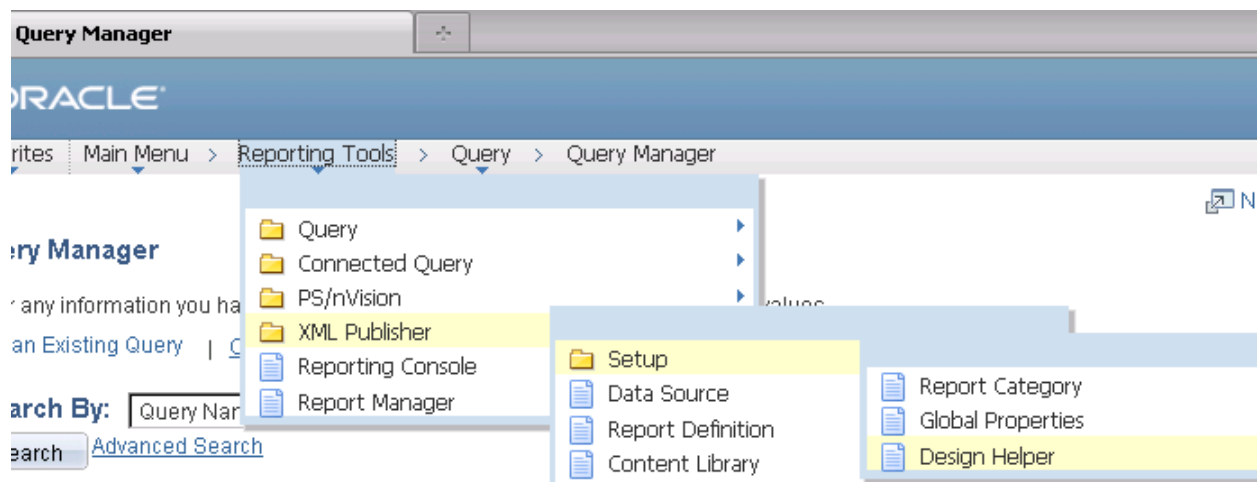 Query Manager
ORACLE
rites Main Menu > Reporting Tools > Query > Query Manager
N
ery Manager
r any information you ha values
an Existing Query |
Query
Connected Query
PS/nVision
XML Publisher
Reporting Console
Report Manager
arch By: Query Nar
earch Advanced Search
Setup
Data Source
Report Definition
Content Library
Report Category
Global Properties
Design Helper